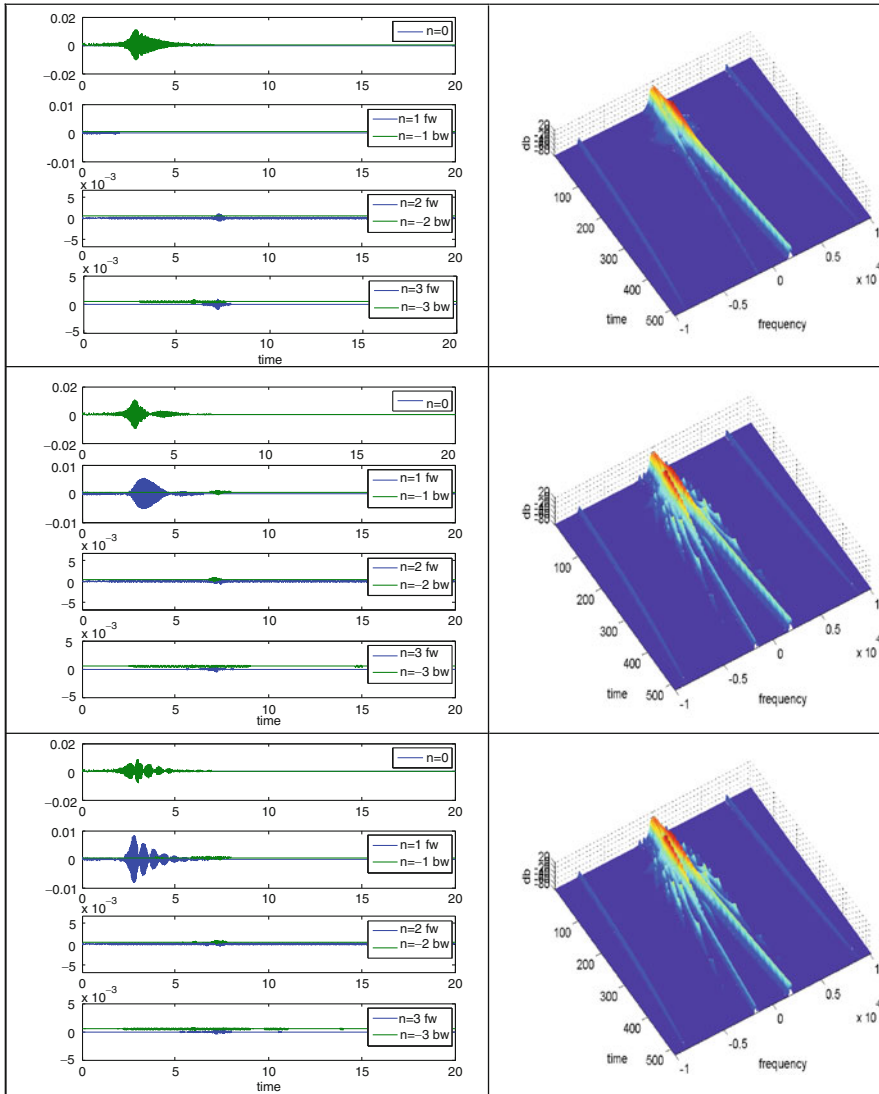 0.02
n=0
0
−0.02
0 5 10 15 20
0.01
n=1 fw
n=−1 bw
0
−0.01
0 5 10 15 20
x 10⁻³
5
n=2 fw
n=−2 bw
0
−5
0 5 10 15 20
x 10⁻³
5
n=3 fw
n=−3 bw
0
−5
0 5 10 15 20
time
db
100
200
300
400
500
time
-1
-0.5
0
0.5
1
x 10
frequency
0.02
n=0
0
−0.02
0 5 10 15 20
0.01
n=1 fw
n=−1 bw
0
−0.01
0 5 10 15 20
x 10⁻³
5
n=2 fw
n=−2 bw
0
−5
0 5 10 15 20
x 10⁻³
5
n=3 fw
n=−3 bw
0
−5
0 5 10 15 20
time
db
100
200
300
400
500
time
-1
-0.5
0
0.5
1
x 10
frequency
0.02
n=0
0
−0.02
0 5 10 15 20
0.01
n=1 fw
n=−1 bw
0
−0.01
0 5 10 15 20
x 10⁻³
5
n=2 fw
n=−2 bw
0
−5
0 5 10 15 20
x 10⁻³
5
n=3 fw
n=−3 bw
0
−5
0 5 10 15 20
time
db
100
200
300
400
500
time
-1
-0.5
0
0.5
1
x 10
frequency